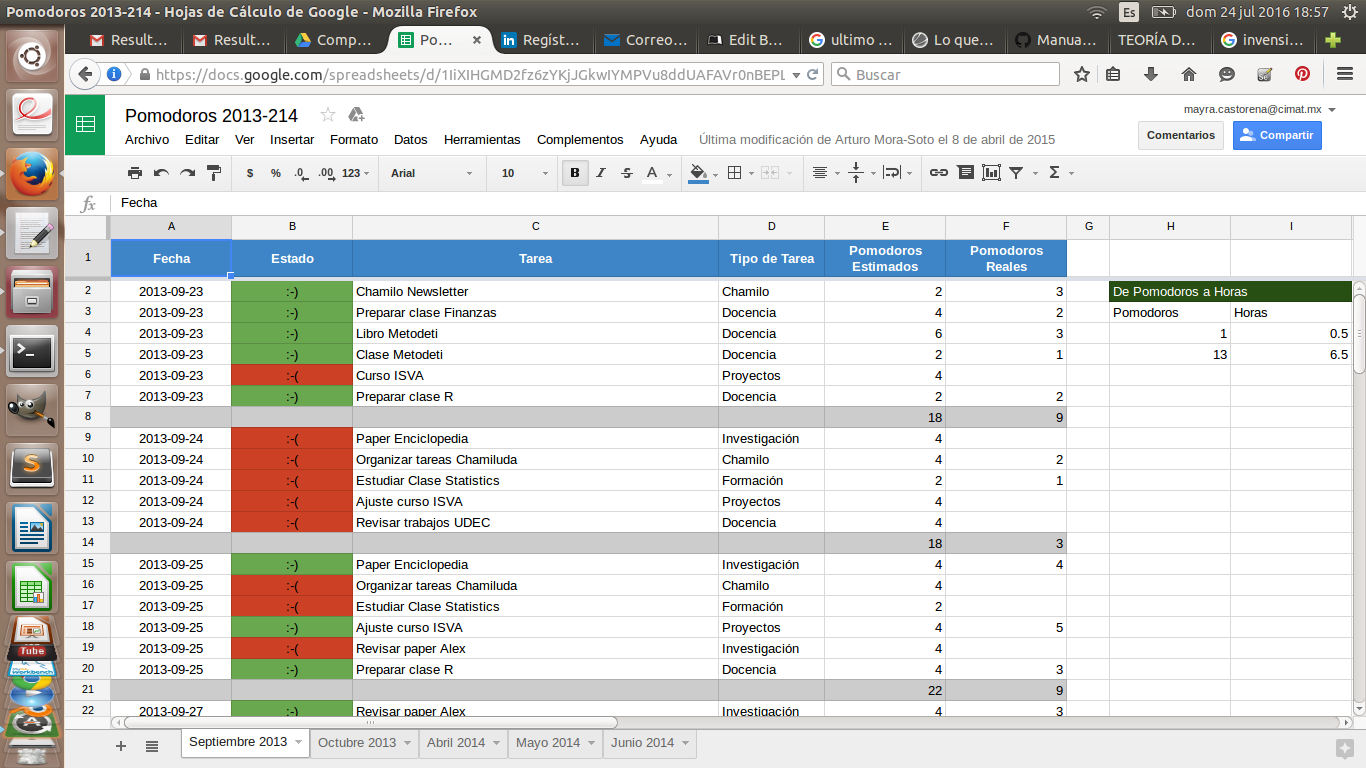 Pomodoros 2013-214 - Hojas de Cálculo de Google - Mozilla Firefox Es dom 24 jul 2016 18:57
Result… Result… Comp… Po… × Regíst… Correo… Edit B… ultimo … Lo que… Manua… TEORÍA D… invensi…
https://docs.google.com/spreadsheets/d/ Buscar
Pomodoros 2013-214 mayra.castorena@cimat.mx
Archivo Editar Ver Insertar Formato Datos Herramientas Complementos Ayuda Última modificación de Arturo Mora-Soto el 8 de abril de 2015 Comentarios Compartir
$ % .0 .00 123 Arial 10 B I S A Σ
fx Fecha
A B C D E F G H I
1 Fecha Estado Tarea Tipo de Tarea Pomodoros Estimados Pomodoros Reales
2 2013-09-23 :-) Chamilo Newsletter Chamilo 2 3 De Pomodoros a Horas
3 2013-09-23 :-) Preparar clase Finanzas Docencia 4 2 Pomodoros Horas
4 2013-09-23 :-) Libro Metodeti Docencia 6 3 1 0.5
5 2013-09-23 :-) Clase Metodeti Docencia 2 1 13 6.5
6 2013-09-23 :-( Curso ISVA Proyectos 4
7 2013-09-23 :-) Preparar clase R Docencia 2 2
8 18 9
9 2013-09-24 :-( Paper Enciclopedia Investigación 4
10 2013-09-24 :-( Organizar tareas Chamiluda Chamilo 4 2
11 2013-09-24 :-( Estudiar Clase Statistics Formación 2 1
12 2013-09-24 :-( Ajuste curso ISVA Proyectos 4
13 2013-09-24 :-( Revisar trabajos UDEC Docencia 4
14 18 3
15 2013-09-25 :-) Paper Enciclopedia Investigación 4 4
16 2013-09-25 :-( Organizar tareas Chamiluda Chamilo 4
17 2013-09-25 :-( Estudiar Clase Statistics Formación 2
18 2013-09-25 :-) Ajuste curso ISVA Proyectos 4 5
19 2013-09-25 :-( Revisar paper Alex Investigación 4
20 2013-09-25 :-) Preparar clase R Docencia 4 3
21 22 9
22 2013-09-27 :-) Revisar paper Alex Investigación 4 3
Tube
Septiembre 2013 Octubre 2013 Abril 2014 Mayo 2014 Junio 2014